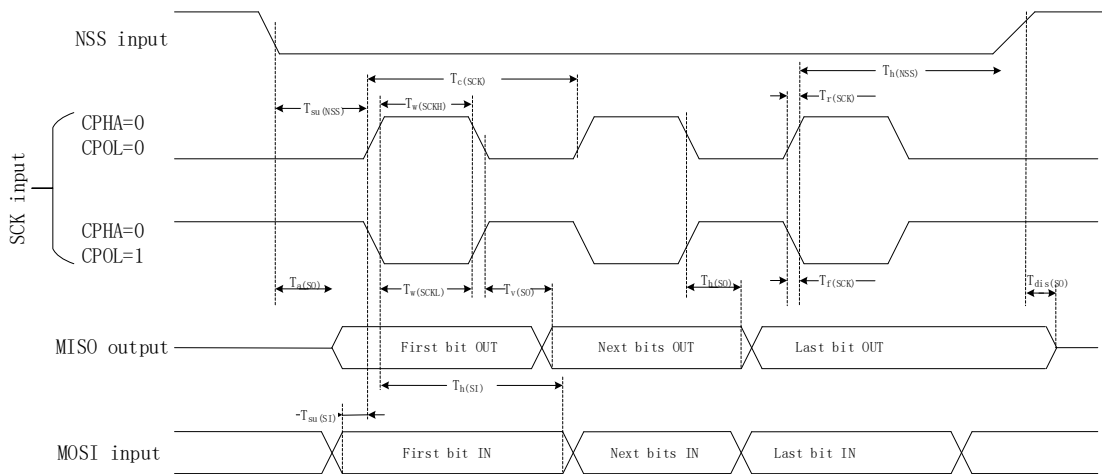 NSS input
Tc(SCK)
Th(NSS)
Tsu(NSS)
Tw(SCKH)
Tr(SCK)
CPHA=0
CPOL=0
SCK input
CPHA=0
CPOL=1
Ta(SO)
Tw(SCKL)
Tv(SO)
Th(SO)
Tf(SCK)
Tdis(SO)
MISO output
First bit OUT
Next bits OUT
Last bit OUT
Th(SI)
Tsu(SI)
MOSI input
First bit IN
Next bits IN
Last bit IN